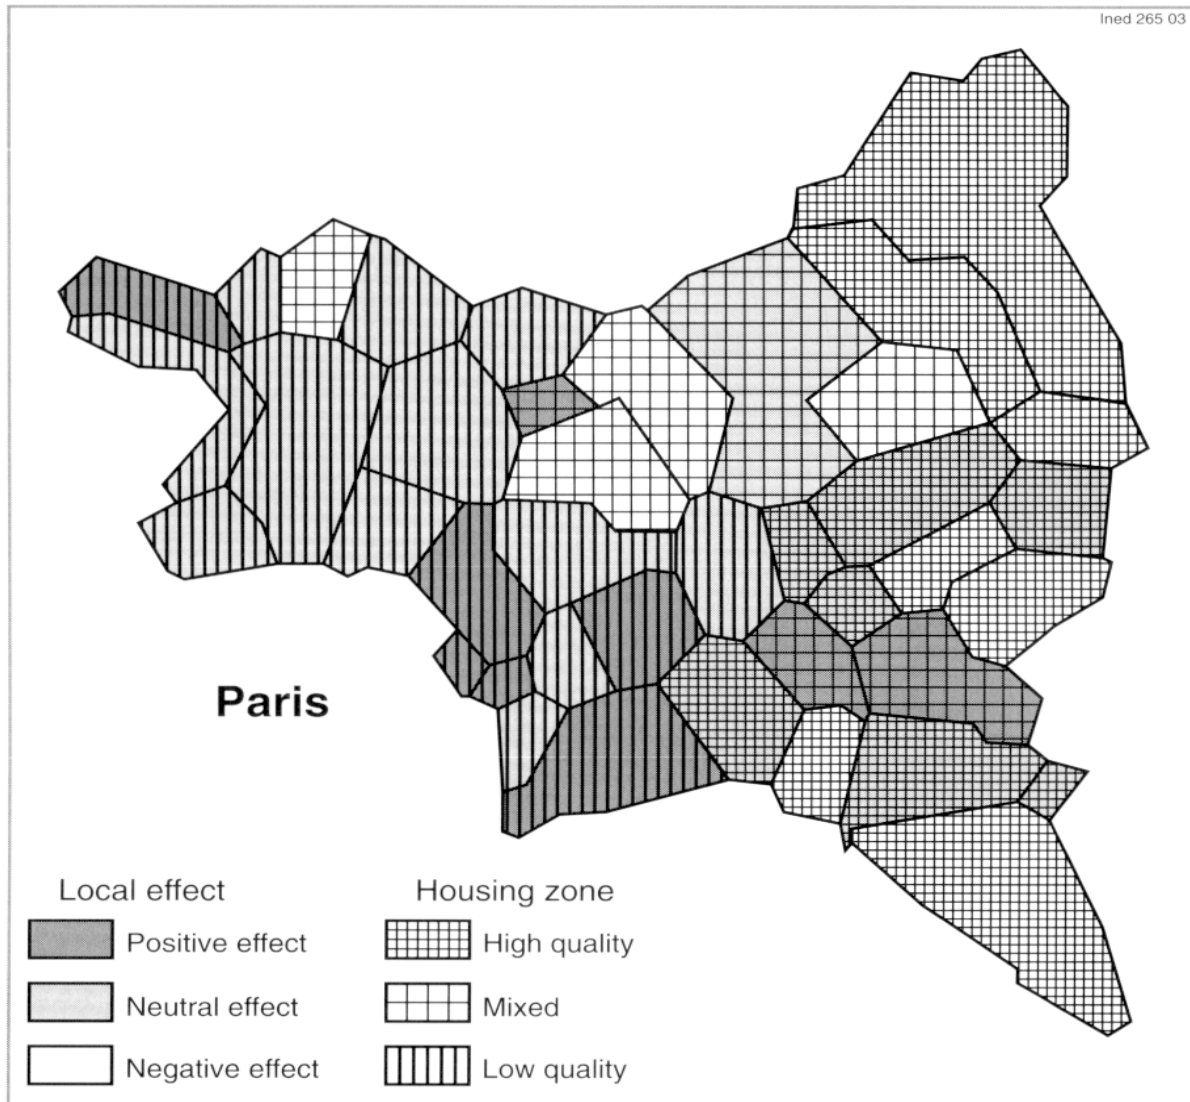 Ined 265 03
Paris
Local effect
Housing zone
Positive effect
High quality
Neutral effect
Mixed
Negative effect
Low quality